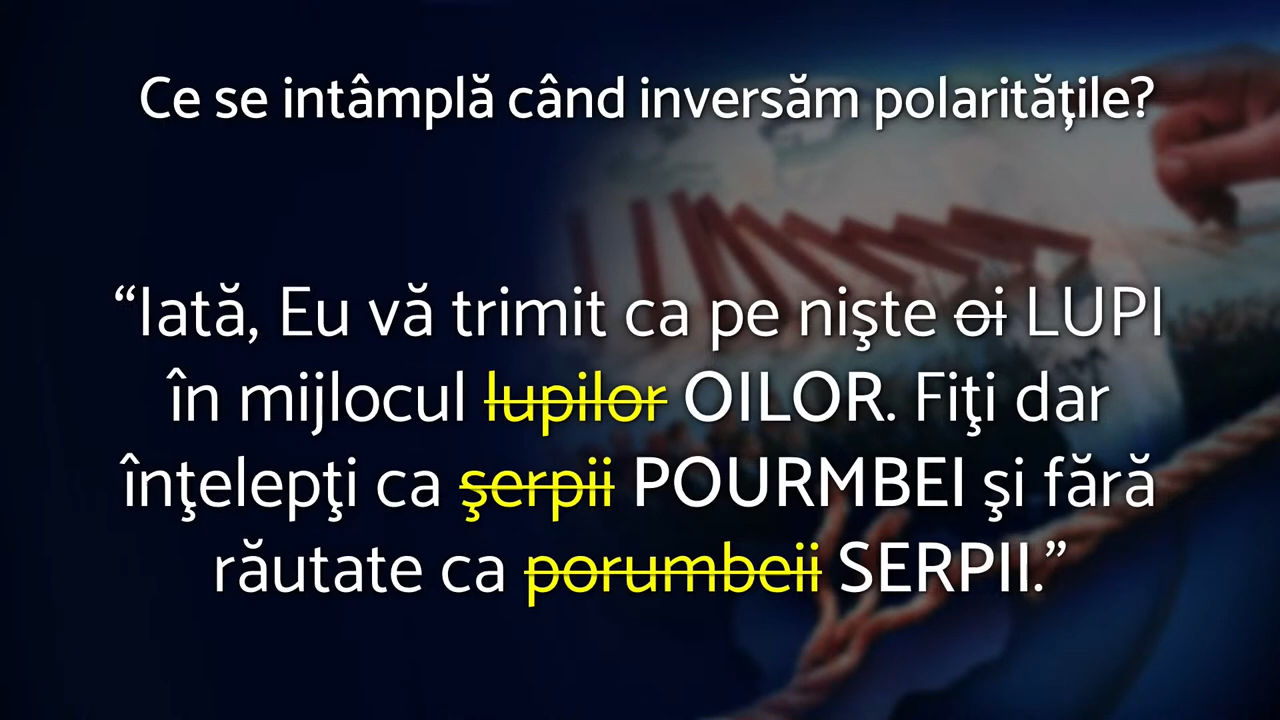 Ce se intâmplă când inversăm polarităţile?
“Iată, Eu vă trimit ca pe nişte oi LUPI
în mijlocul lupilor OILOR. Fiţi dar
înţelepţi ca şerpii POURMBEI şi fără
răutate ca porumbeii SERPII.”